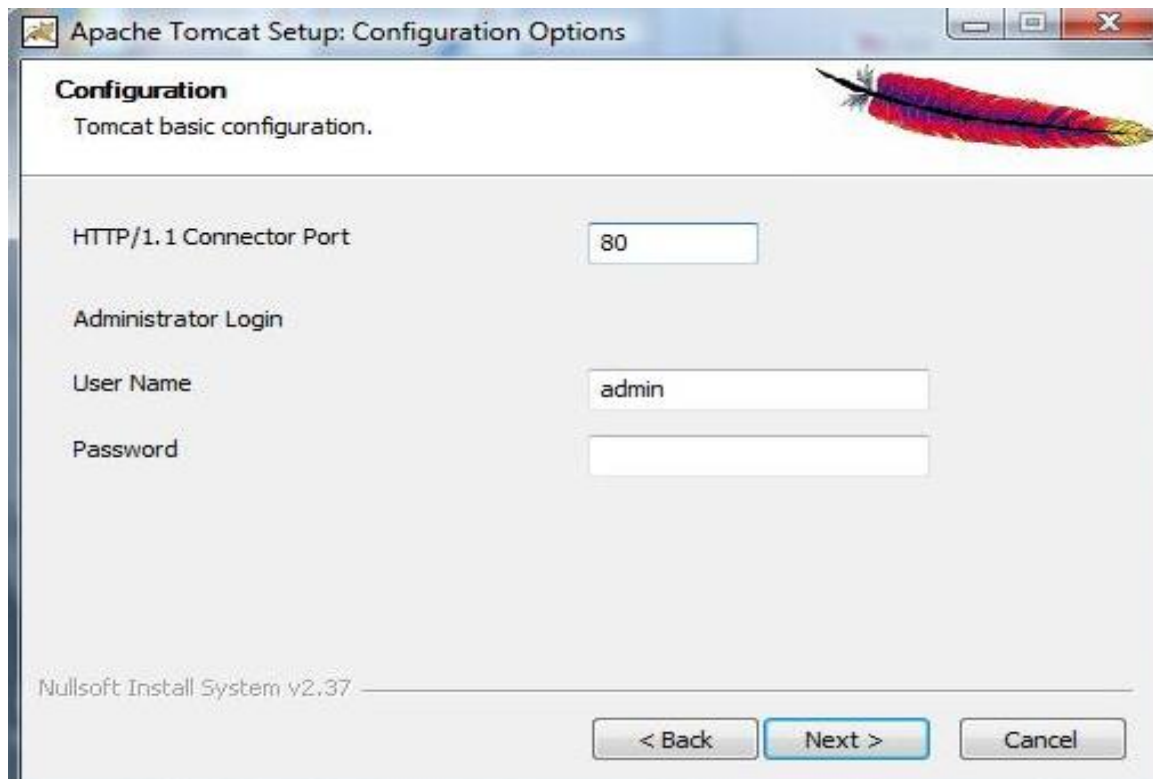 Apache Tomcat Setup: Configuration Options
Configuration
Tomcat basic configuration.
HTTP/1.1 Connector Port
80
Administrator Login
User Name
admin
Password
Nullsoft Install System v2.37
< Back
Next >
Cancel